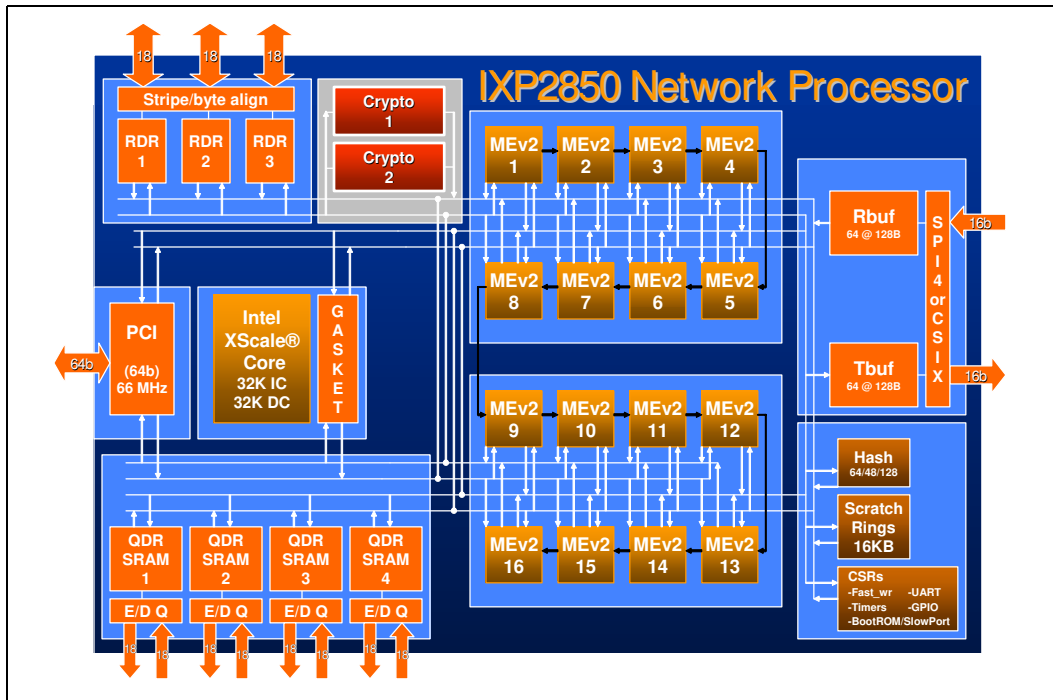 18
18
18
IXP2850 Network Processor
Stripe/byte align
RDR
1
RDR
2
RDR
3
Crypto
1
Crypto
2
MEv2
1
MEv2
2
MEv2
3
MEv2
4
MEv2
8
MEv2
7
MEv2
6
MEv2
5
Rbuf
64 @ 128B
Tbuf
64 @ 128B
S
P
I
4
or
C
S
I
X
16b
16b
64b
PCI
(64b)
66 MHz
Intel
XScale®
Core
32K IC
32K DC
G
A
S
K
E
T
MEv2
9
MEv2
10
MEv2
11
MEv2
12
MEv2
16
MEv2
15
MEv2
14
MEv2
13
Hash
64/48/128
Scratch
Rings
16KB
CSRs
-Fast_wr -UART
-Timers -GPIO
-BootROM/SlowPort
QDR
SRAM
1
QDR
SRAM
2
QDR
SRAM
3
QDR
SRAM
4
E/D Q
E/D Q
E/D Q
E/D Q
18
18
18
18
18
18
18
18